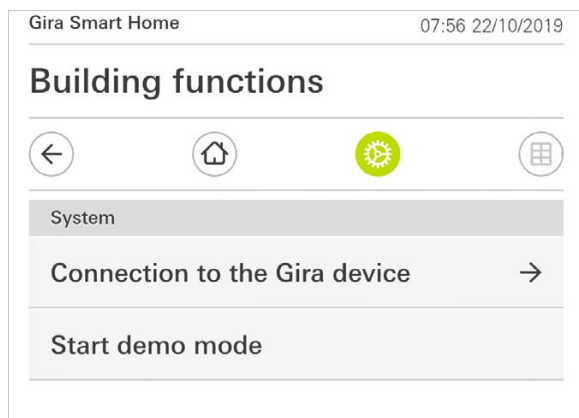 Gira Smart Home 07:56 22/10/2019
Building functions
System
Connection to the Gira device
Start demo mode